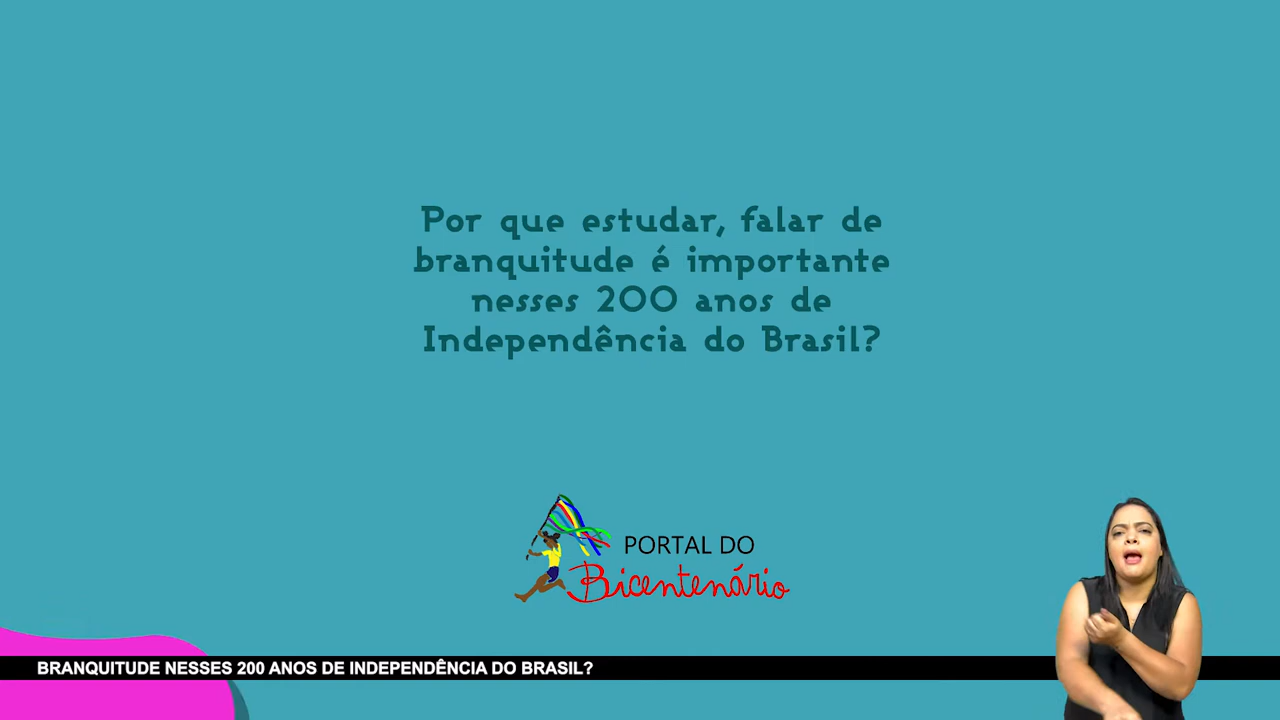 Por que estudar, falar de
branquitude é importante
nesses 200 anos de
Independência do Brasil?
PORTAL DO
Bicentenário
BRANQUITUDE NESSES 200 ANOS DE INDEPENDÊNCIA DO BRASIL?